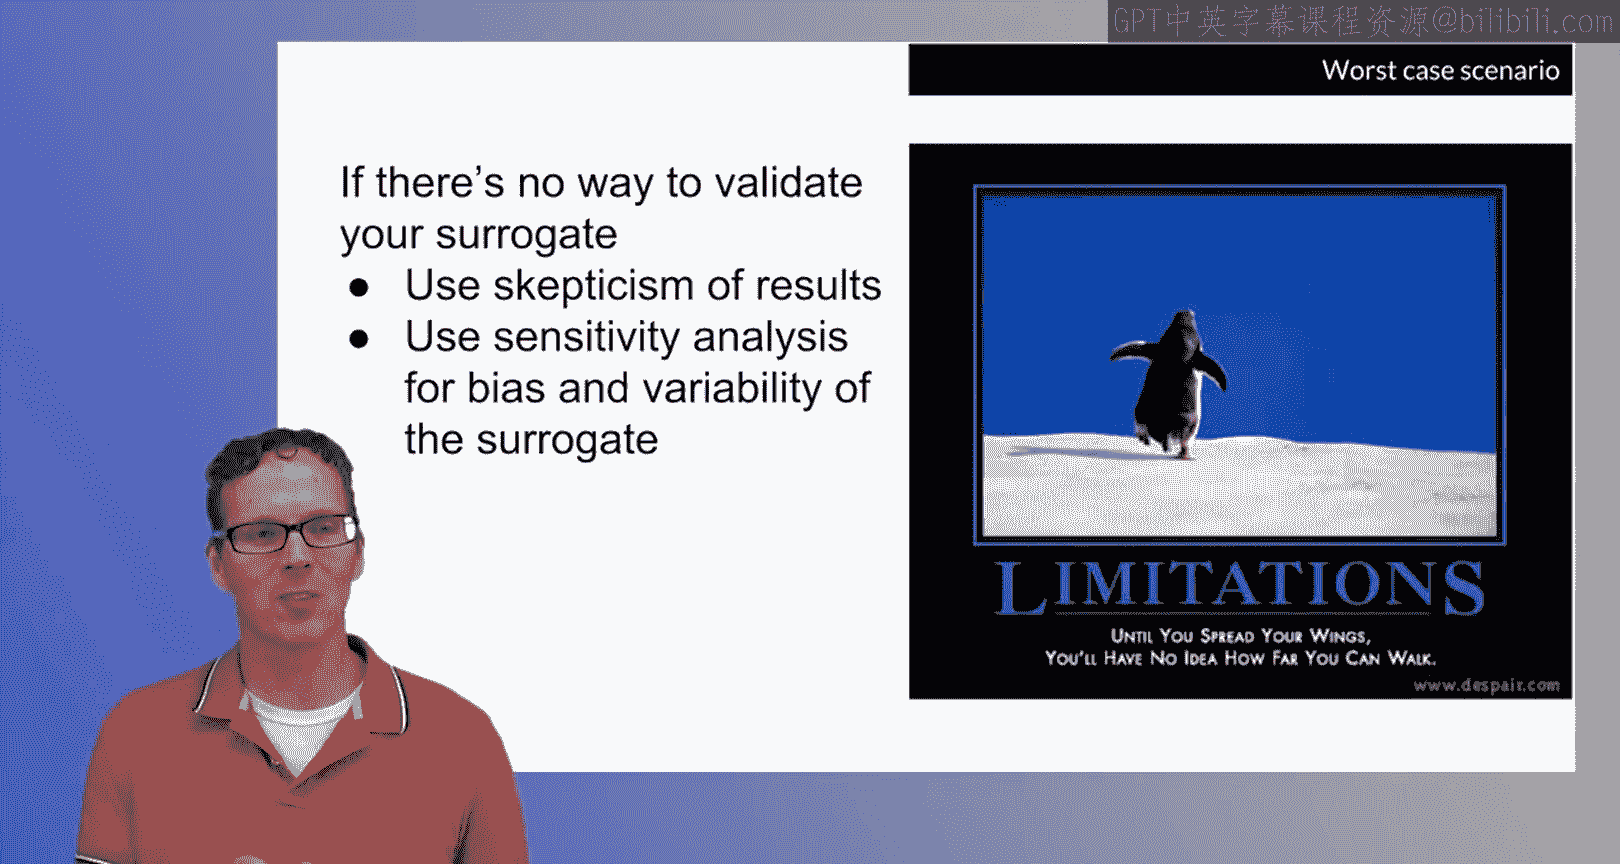 GPT中英字幕课程资源@bilibili.com
Worst case scenario
If there's no way to validate
your surrogate
● Use skepticism of results
● Use sensitivity analysis
for bias and variability of
the surrogate
LIMITATIONS
UNTIL YOU SPREAD YOUR WINGS,
YOU'LL HAVE NO IDEA HOW FAR YOU CAN WALK.
www.despair.com